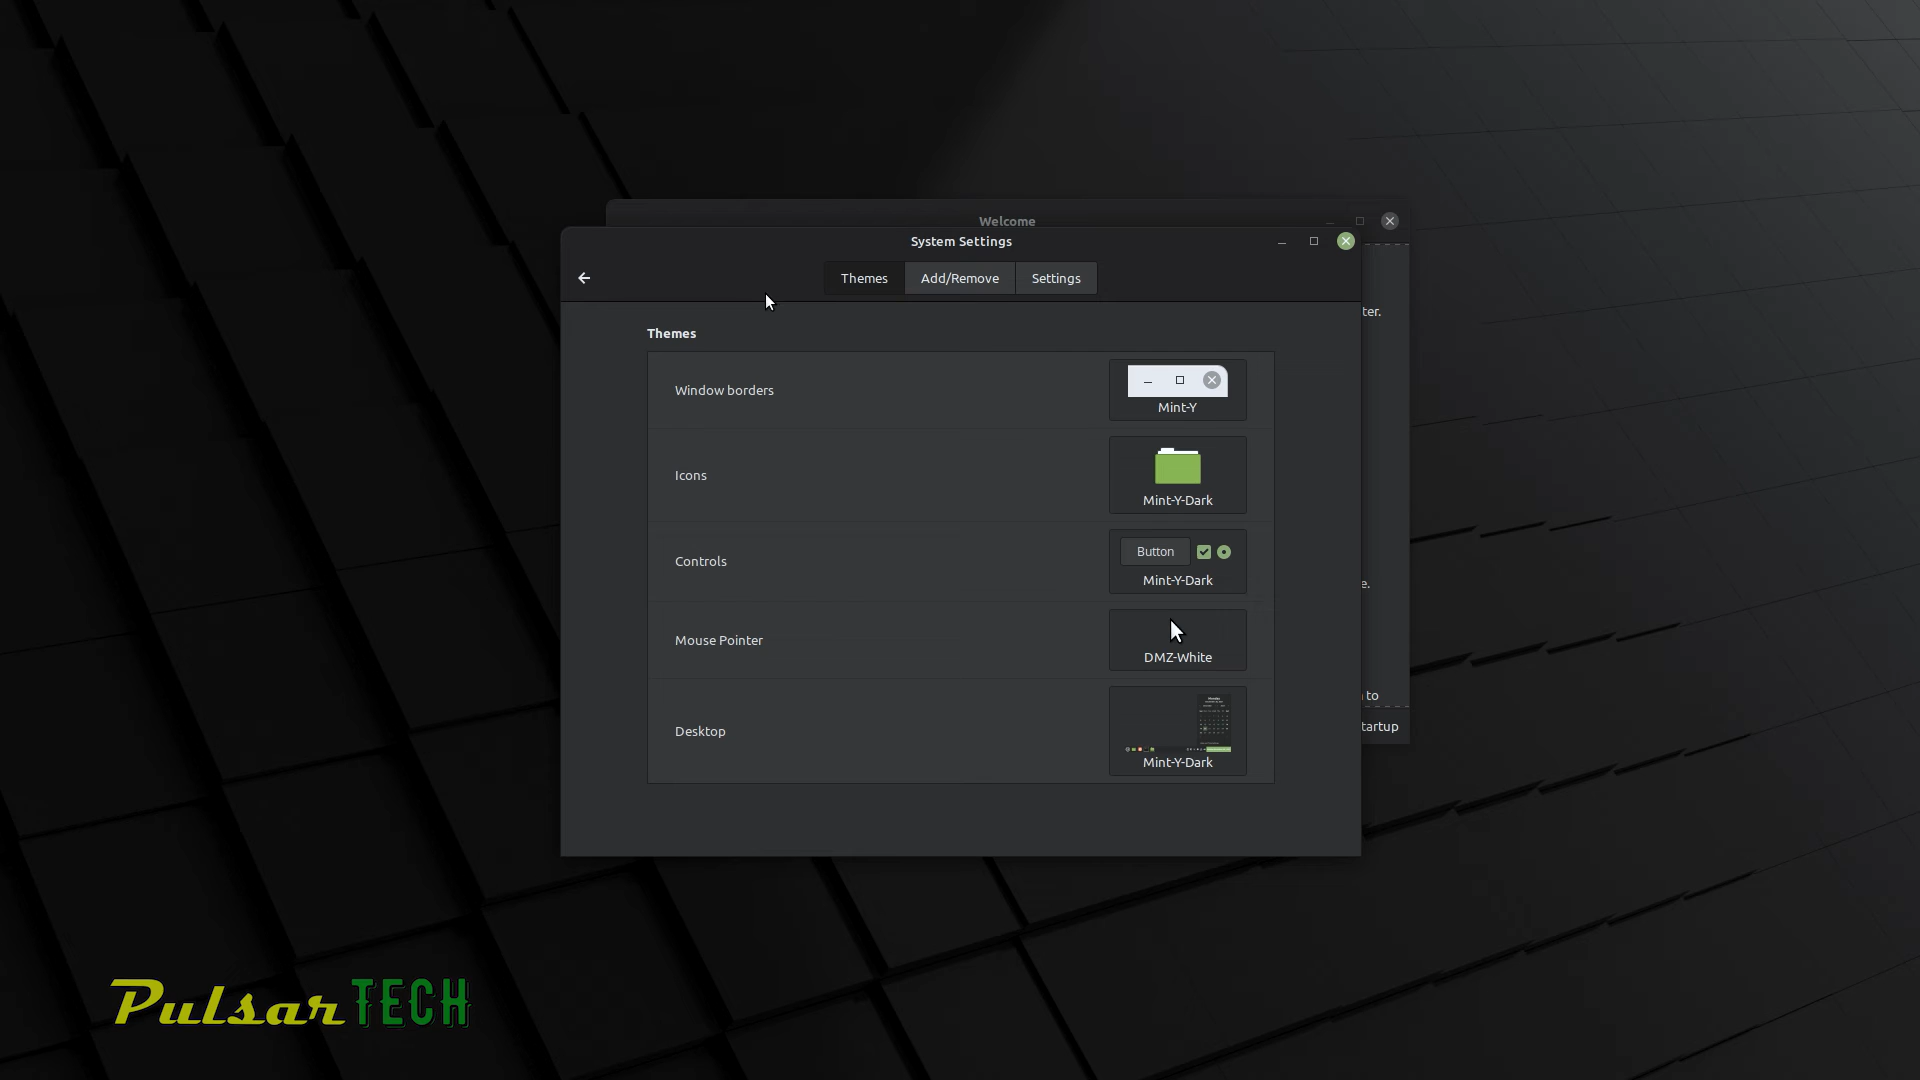 Welcome
System Settings
Themes
Add/Remove
Settings
ter.
Themes
Window borders
Mint-Y
Icons
Mint-Y-Dark
Controls
Button
Mint-Y-Dark
e.
Mouse Pointer
DMZ-White
to
tartup
Desktop
Mint-Y-Dark
PulsarTECH